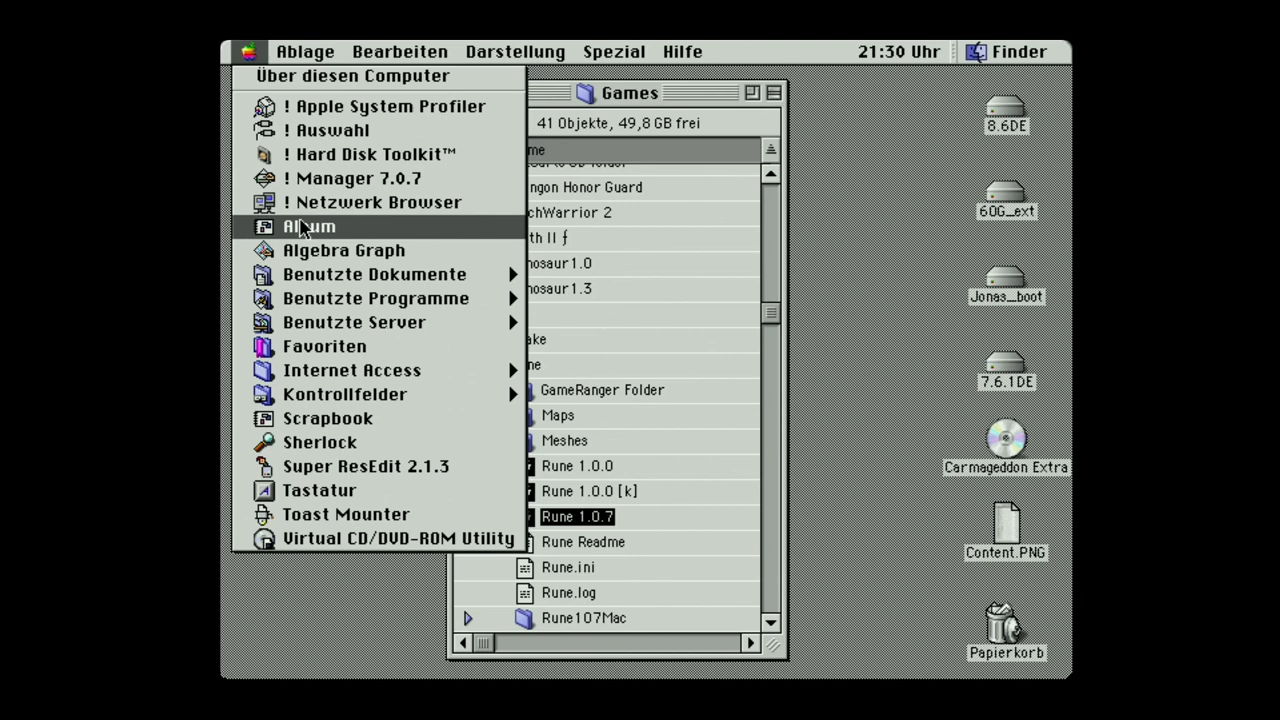 Ablage Bearbeiten Darstellung Spezial Hilfe 21:30 Uhr Finder
Über diesen Computer
! Apple System Profiler
! Auswahl
! Hard Disk Toolkit™
! Manager 7.0.7
! Netzwerk Browser
Album
Algebra Graph
Benutzte Dokumente
Benutzte Programme
Benutzte Server
Favoriten
Internet Access
Kontrollfelder
Scrapbook
Sherlock
Super ResEdit 2.1.3
Tastatur
Toast Mounter
Virtual CD/DVD-ROM Utility
Games
41 Objekte, 49,8 GB frei
me
ngon Honor Guard
chWarrior 2
th II ƒ
nosaur1.0
nosaur1.3
ake
ne
GameRanger Folder
Maps
Meshes
Rune 1.0.0
Rune 1.0.0 [k]
Rune 1.0.7
Rune Readme
Rune.ini
Rune.log
Rune107Mac
8.6DE
60G_ext
Jonas_boot
7.6.1DE
Carmageddon Extra
Content.PNG
Papierkorb